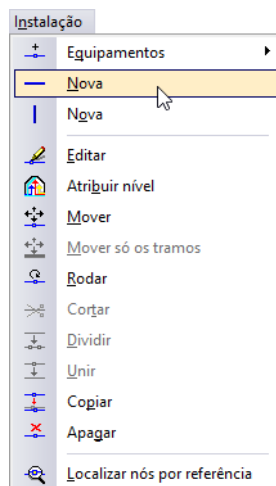 Instalação
Equipamentos
Nova
Nova
Editar
Atribuir nível
Mover
Mover só os tramos
Rodar
Cortar
Dividir
Unir
Copiar
Apagar
Localizar nós por referência